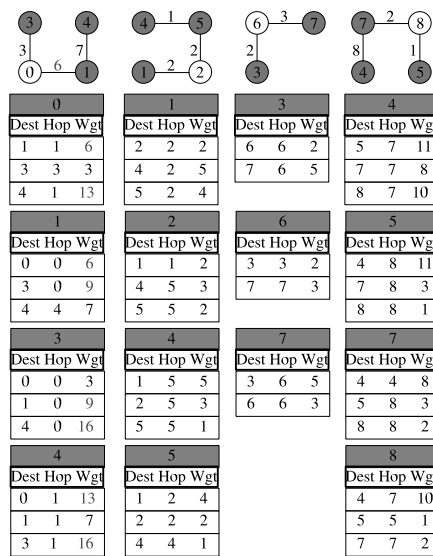 3 4 4 1 5 6 3 7 7 2 8
3 7 2 2 8 1
0 6 1 1 2 2 3 4 5
0 1 3 4
Dest Hop Wgt Dest Hop Wgt Dest Hop Wgt Dest Hop Wgt
1 1 6 2 2 2 6 6 2 5 7 11
3 3 3 4 2 5 7 6 5 7 7 8
4 1 13 5 2 4 8 7 10
1 2 6 5
Dest Hop Wgt Dest Hop Wgt Dest Hop Wgt Dest Hop Wgt
0 0 6 1 1 2 3 3 2 4 8 11
3 0 9 4 5 3 7 7 3 7 8 3
4 4 7 5 5 2 8 8 1
3 4 7 7
Dest Hop Wgt Dest Hop Wgt Dest Hop Wgt Dest Hop Wgt
0 0 3 1 5 5 3 6 5 4 4 8
1 0 9 2 5 3 6 6 3 5 8 3
4 0 16 5 5 1 8 8 2
4 5 8
Dest Hop Wgt Dest Hop Wgt Dest Hop Wgt
0 1 13 1 2 4 4 7 10
1 1 7 2 2 2 5 5 1
3 1 16 4 4 1 7 7 2